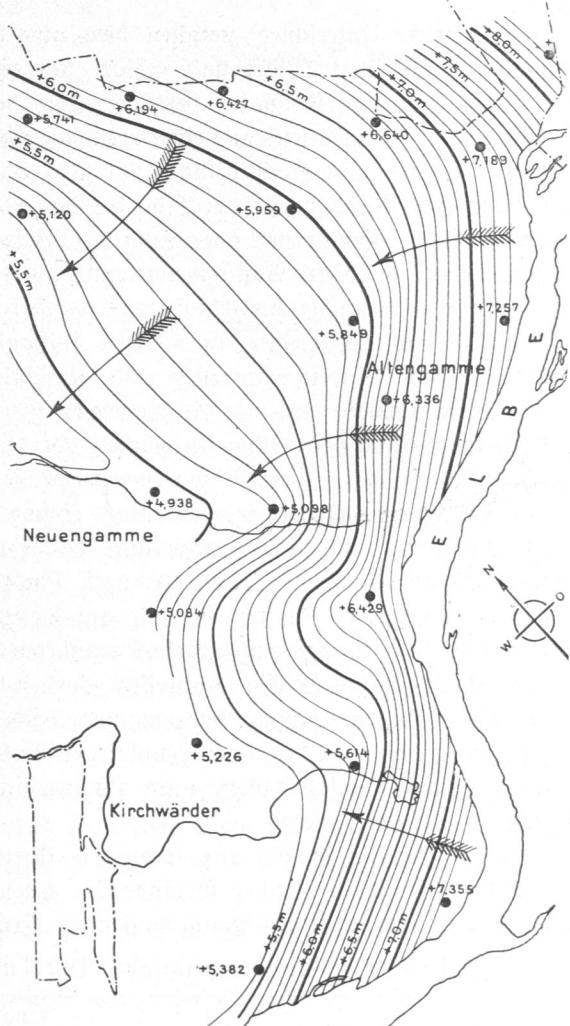 +8,0m
+7,5m
+7,0m
+6,5m
+6,0m
+6,194
+6,427
+5,741
+6,640
+7,183
+5,5m
+5,120
+5,959
+5,5m
+7,257
+5,849
Altengamme
+6,336
ELBE
+4,938
+5,098
Neuengamme
N
O
W
+5,084
+6,429
+5,226
+5,614
Kirchwärder
+7,355
+5,5m
+6,0m
+6,5m
+7,0m
+5,382